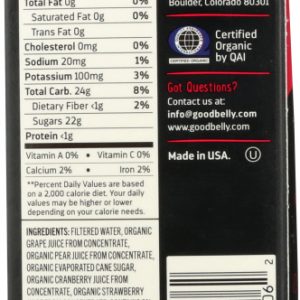 Total Fat 0g 0%
Saturated Fat 0g 0%
Trans Fat 0g
Cholesterol 0mg 0%
Sodium 20mg 1%
Potassium 100mg 3%
Total Carb. 24g 8%
Dietary Fiber <1g
Sugars 22g
Protein <1g
Vitamin A 0% • Vitamin C 0%
Calcium 2% • Iron 2%
**Percent Daily Values are based
on a 2,000 calorie diet. Your daily
values may be higher or lower
depending on your calorie needs.
INGREDIENTS: FILTERED WATER, ORGANIC
GRAPE JUICE FROM CONCENTRATE,
ORGANIC PEAR JUICE FROM CONCENTRATE,
ORGANIC EVAPORATED CANE SUGAR,
ORGANIC CRANBERRY JUICE FROM
CONCENTRATE, ORGANIC STRAWBERRY
Boulder, Colorado 80301
CERTIFIED ORGANIC
Certified
Organic
by QAI
Got Questions?
Contact us at:
info@goodbelly.com
www.goodbelly.com
Made in USA. U
2